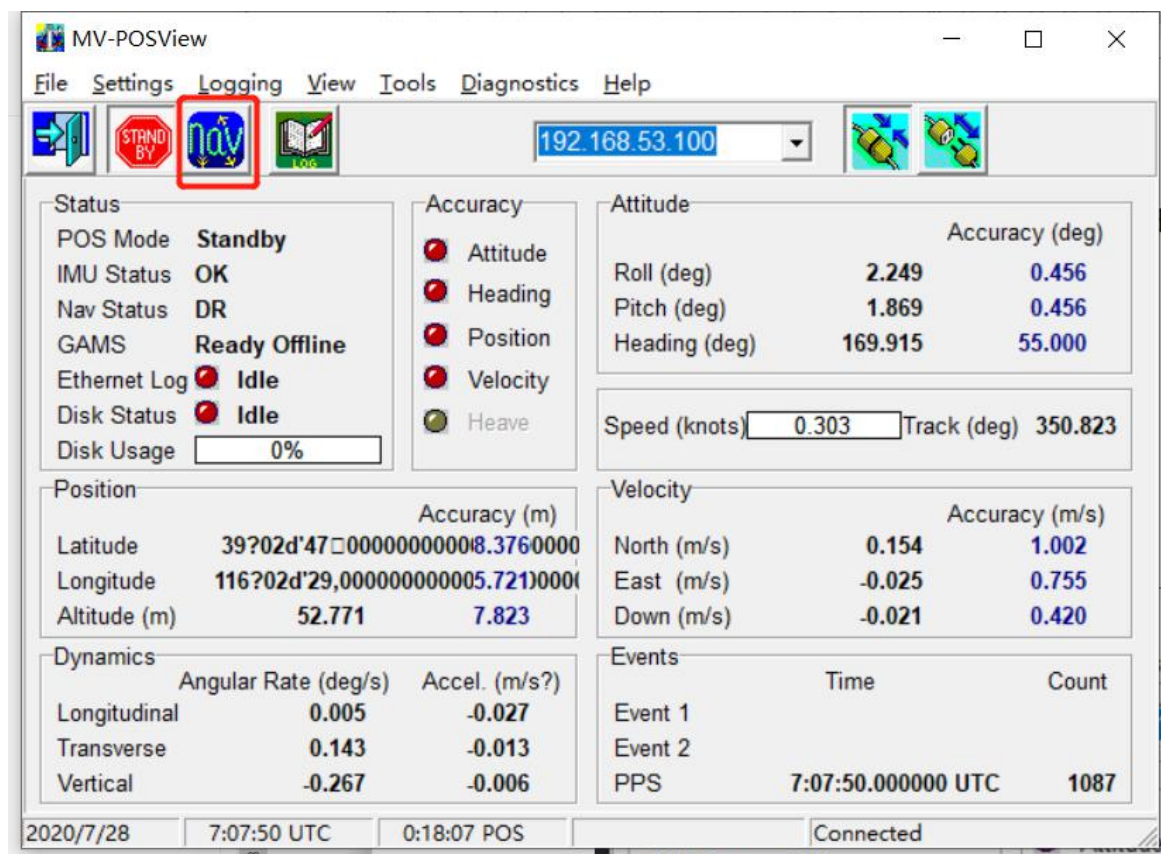 MV-POSView
File Settings Logging View Tools Diagnostics Help
STAND BY nav LOG 192.168.53.100
Status
POS Mode Standby
IMU Status OK
Nav Status DR
GAMS Ready Offline
Ethernet Log Idle
Disk Status Idle
Disk Usage 0%
Accuracy
Attitude
Heading
Position
Velocity
Heave
Attitude
Accuracy (deg)
Roll (deg) 2.249 0.456
Pitch (deg) 1.869 0.456
Heading (deg) 169.915 55.000
Speed (knots) 0.303 Track (deg) 350.823
Position
Accuracy (m)
Latitude 39?02d'47□0000000000 8.376 0000
Longitude 116?02d'29,00000000000 5.721 0000
Altitude (m) 52.771 7.823
Velocity
Accuracy (m/s)
North (m/s) 0.154 1.002
East (m/s) -0.025 0.755
Down (m/s) -0.021 0.420
Dynamics
Angular Rate (deg/s) Accel. (m/s?)
Longitudinal 0.005 -0.027
Transverse 0.143 -0.013
Vertical -0.267 -0.006
Events
Time Count
Event 1
Event 2
PPS 7:07:50.000000 UTC 1087
2020/7/28 7:07:50 UTC 0:18:07 POS Connected